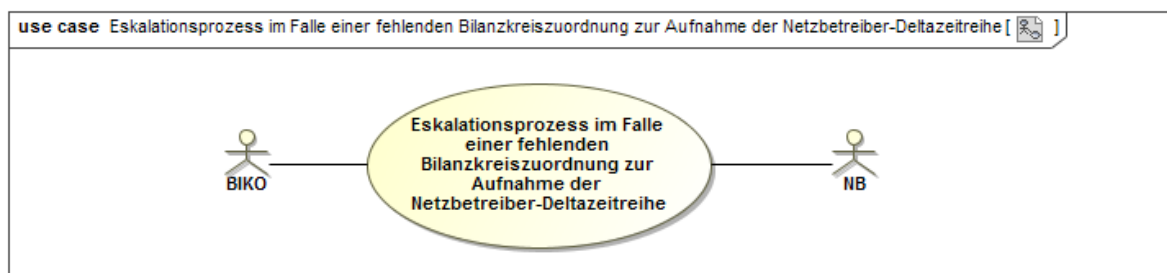 use case Eskalationsprozess im Falle einer fehlenden Bilanzkreiszuordnung zur Aufnahme der Netzbetreiber-Deltazeitreihe [ ]
Eskalationsprozess im Falle
einer fehlenden
Bilanzkreiszuordnung zur
Aufnahme der
Netzbetreiber-Deltazeitreihe
BIKO
NB